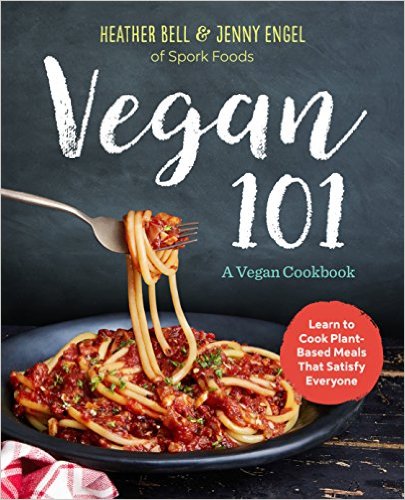 HEATHER BELL & JENNY ENGEL
of Spork Foods
Vegan
101
A Vegan Cookbook
Learn to
Cook Plant-
Based Meals
That Satisfy
Everyone